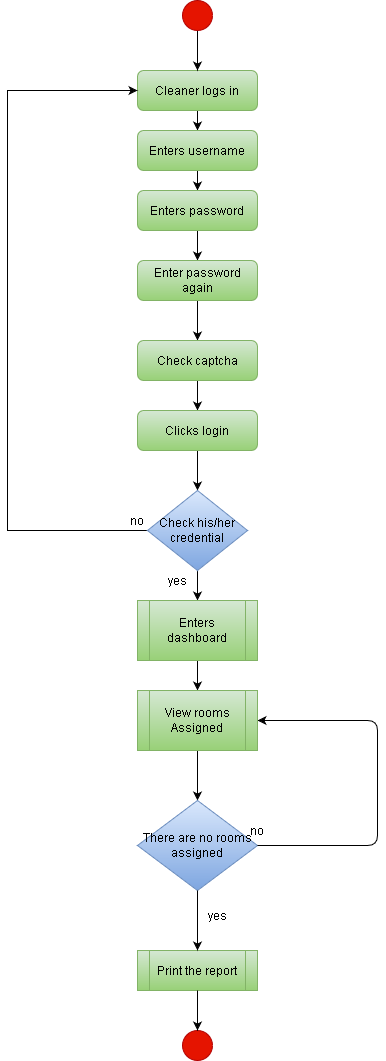 Cleaner logs in
Enters username
Enters password
Enter password
again
Check captcha
Clicks login
no
Check his/her
credential
yes
Enters
dashboard
View rooms
Assigned
no
There are no rooms
assigned
yes
Print the report